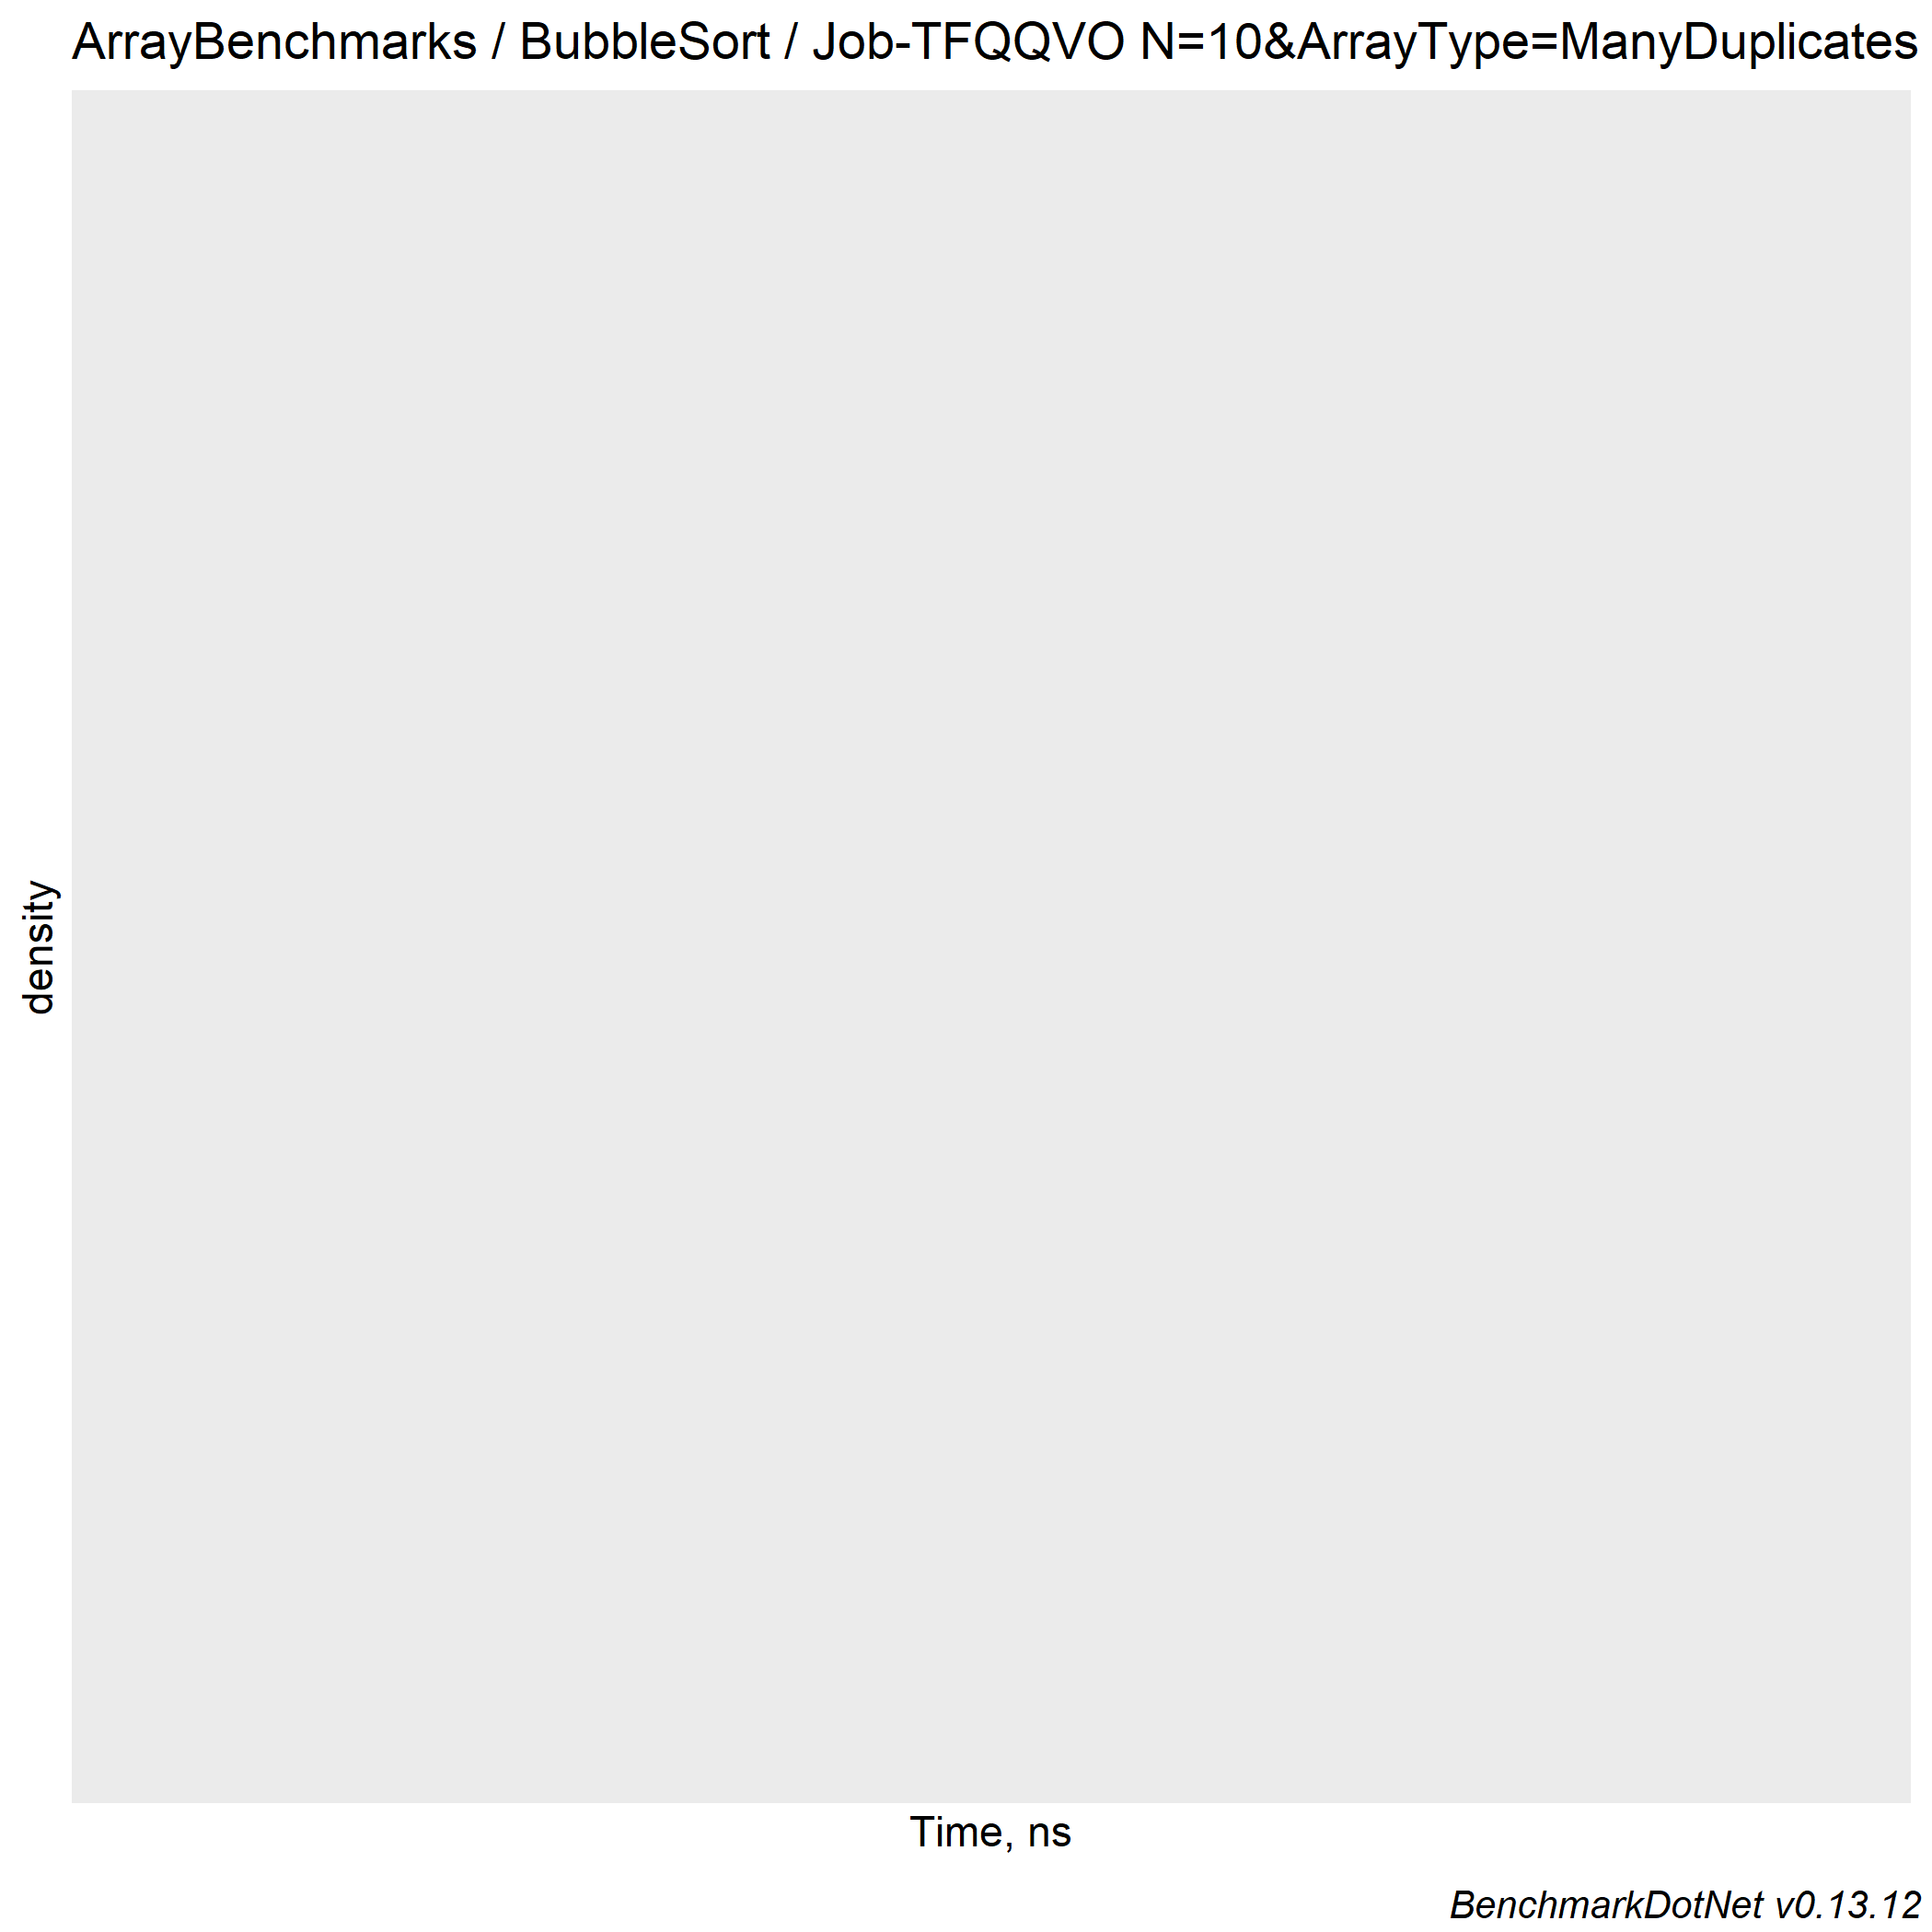 ArrayBenchmarks / BubbleSort / Job-TFQQVO N=10&ArrayType=ManyDuplicates
density
Time, ns
BenchmarkDotNet v0.13.12